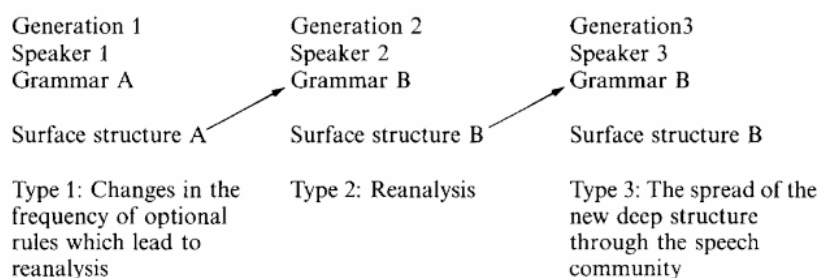 Generation 1
Speaker 1
Grammar A
Surface structure A
Type 1: Changes in the
frequency of optional
rules which lead to
reanalysis
Generation 2
Speaker 2
Grammar B
Surface structure B
Type 2: Reanalysis
Generation3
Speaker 3
Grammar B
Surface structure B
Type 3: The spread of the
new deep structure
through the speech
community